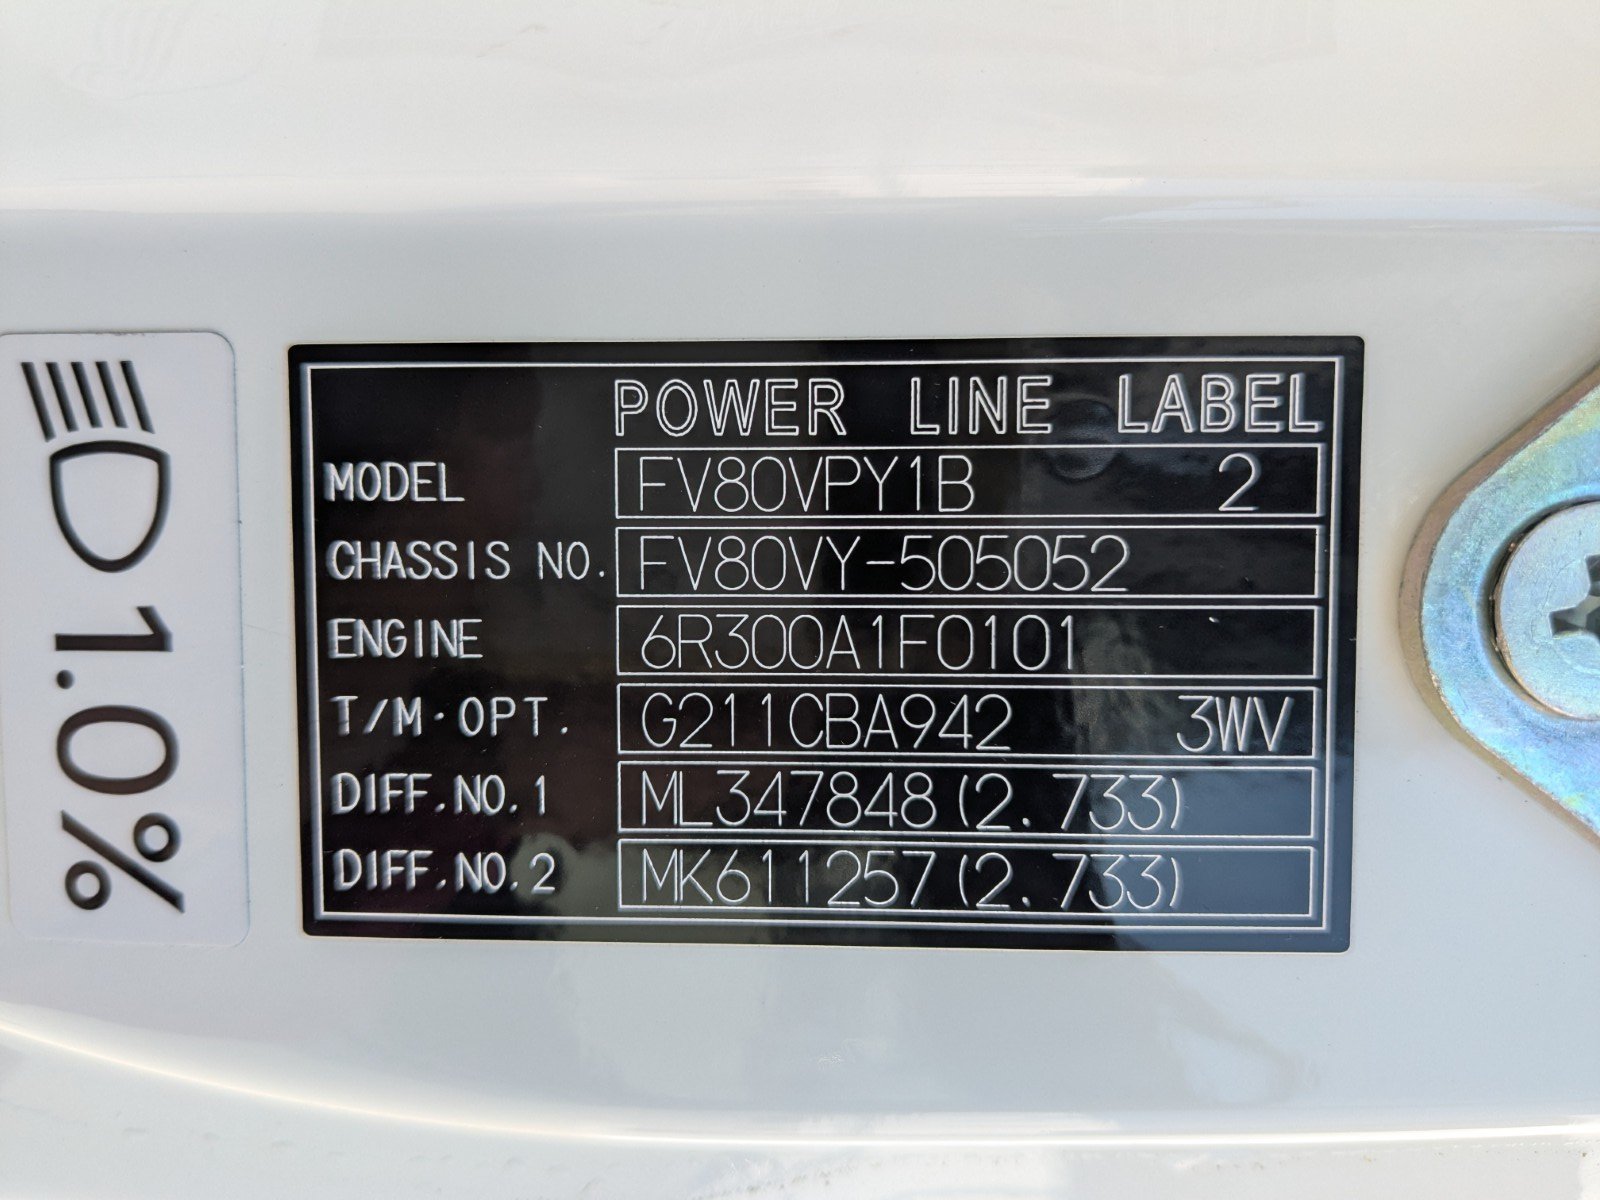 1.0%
POWER LINE LABEL
MODEL FV80VPY1B 2
CHASSIS NO. FV80VY-505052
ENGINE 6R300A1F0101
T/M·OPT. G211CBA942 3WV
DIFF.NO.1 ML347848(2.733)
DIFF.NO.2 MK611257(2.733)